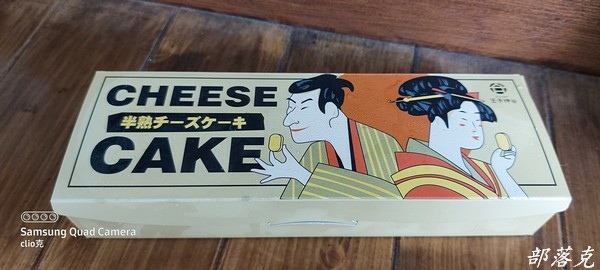 CHEESE
半熟チーズケーキ
CAKE
Samsung Quad Camera
clio克
部落克